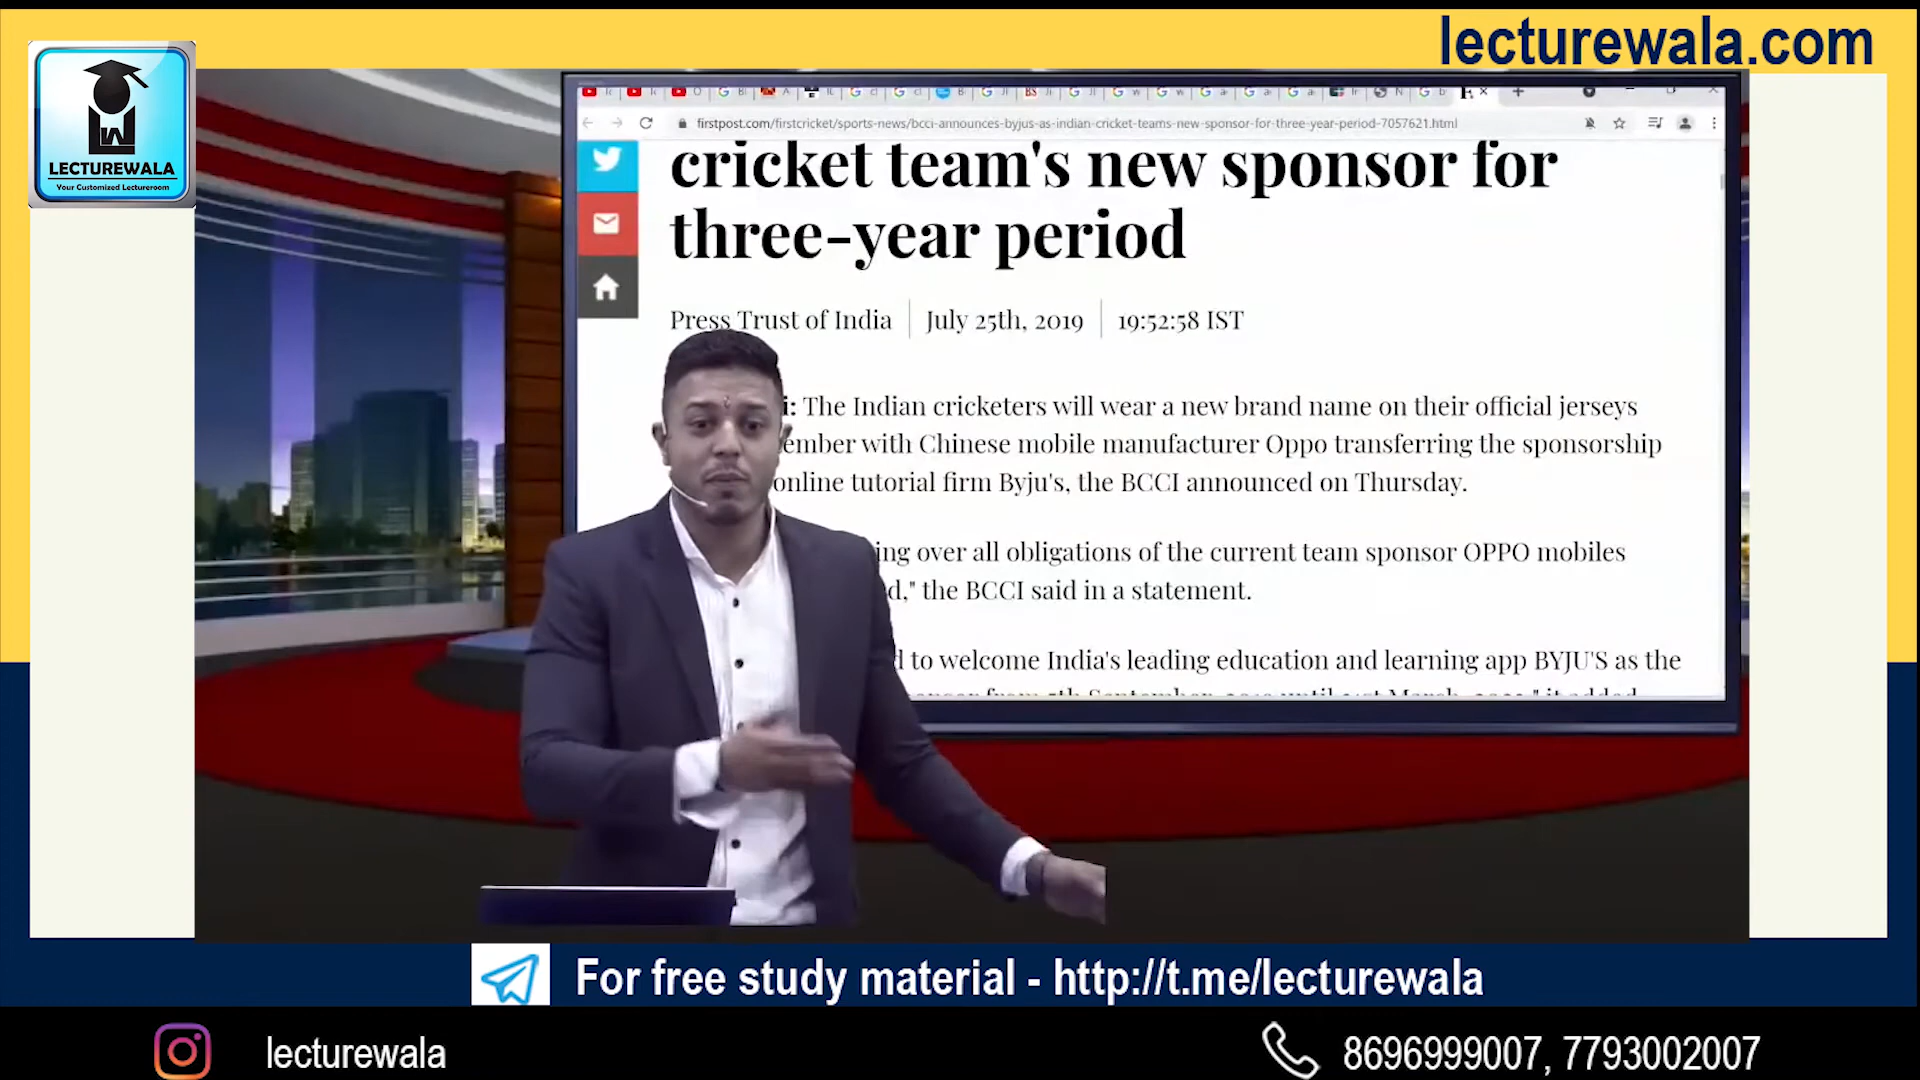 lecturewala.com
LW
LECTUREWALA
Your Customized Lectureroom
firstpost.com/firstcricket/sports-news/bcci-announces-byjus-as-indian-cricket-teams-new-sponsor-for-three-year-period-7057621.html
cricket team's new sponsor for
three-year period
Press Trust of India | July 25th, 2019 | 19:52:58 IST
i: The Indian cricketers will wear a new brand name on their official jerseys
ember with Chinese mobile manufacturer Oppo transferring the sponsorship
online tutorial firm Byju's, the BCCI announced on Thursday.
ing over all obligations of the current team sponsor OPPO mobiles
d," the BCCI said in a statement.
d to welcome India's leading education and learning app BYJU'S as the
For free study material - http://t.me/lecturewala
lecturewala
8696999007, 7793002007